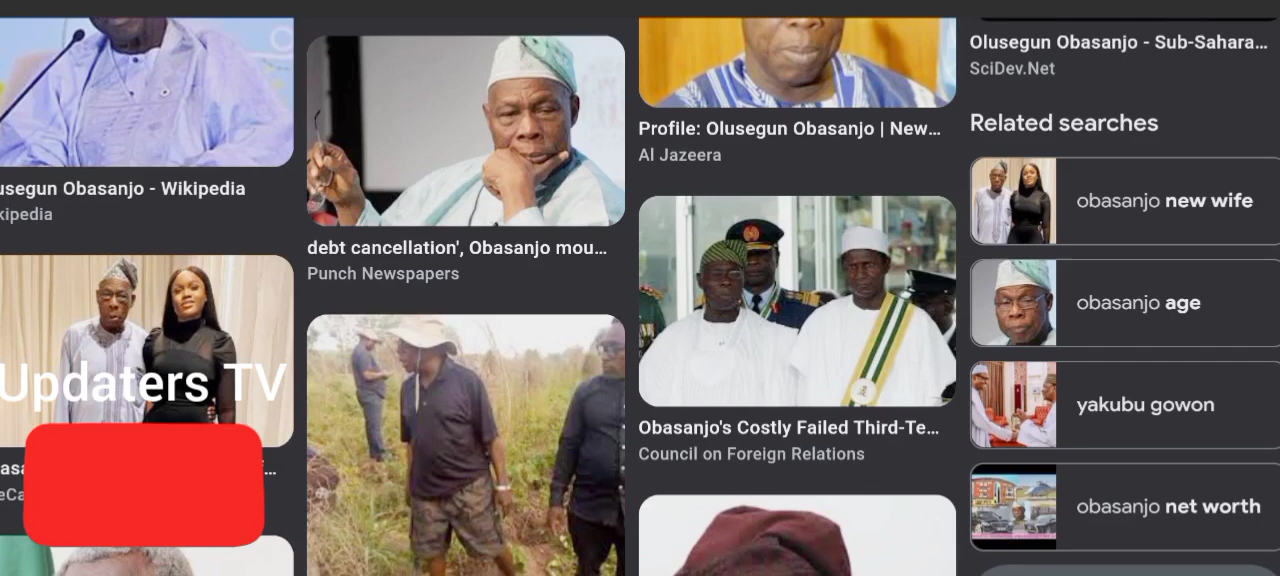 usegun Obasanjo - Wikipedia
kipedia
Updaters TV
debt cancellation', Obasanjo mou...
Punch Newspapers
Profile: Olusegun Obasanjo | New...
Al Jazeera
Obasanjo's Costly Failed Third-Te...
Council on Foreign Relations
Olusegun Obasanjo - Sub-Sahara...
SciDev.Net
Related searches
obasanjo new wife
obasanjo age
yakubu gowon
obasanjo net worth